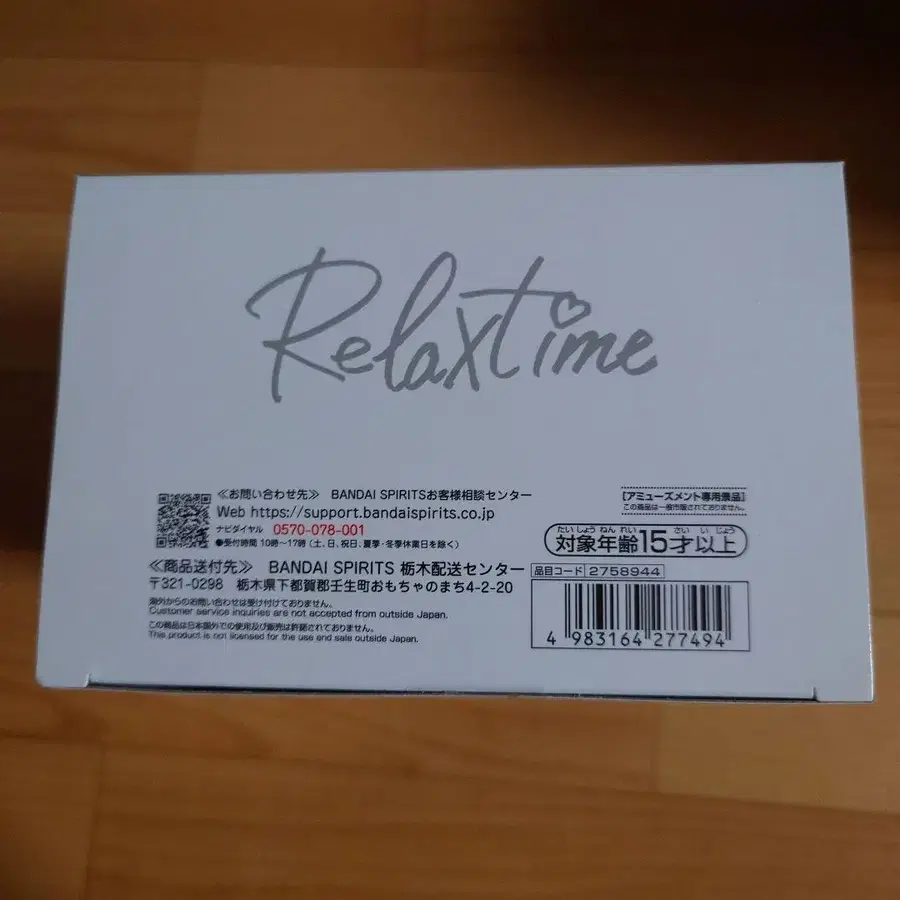 Relaxtime
≪お問い合わせ先≫ BANDAI SPIRITSお客様相談センター
Web https://support.bandaispirits.co.jp
ナビダイヤル 0570-078-001
●受付時間 10時～17時 (土、日、祝日、夏季・冬季休業日を除く)
≪商品送付先≫ BANDAI SPIRITS 栃木配送センター
〒321-0298 栃木県下都賀郡壬生町おもちゃのまち4-2-20
海外からのお問い合わせは受け付けておりません。
Customer service inquiries are not accepted from outside Japan.
この商品は日本国外での使用及び販売は許諾されておりません。
This product is not licensed for the use and sale outside Japan.
[アミューズメント専用景品]
この商品は一般市販されておりません。
たいしょうねんれい さいいじょう
対象年齢15才以上
品目コード 2758944
4 983164 277494